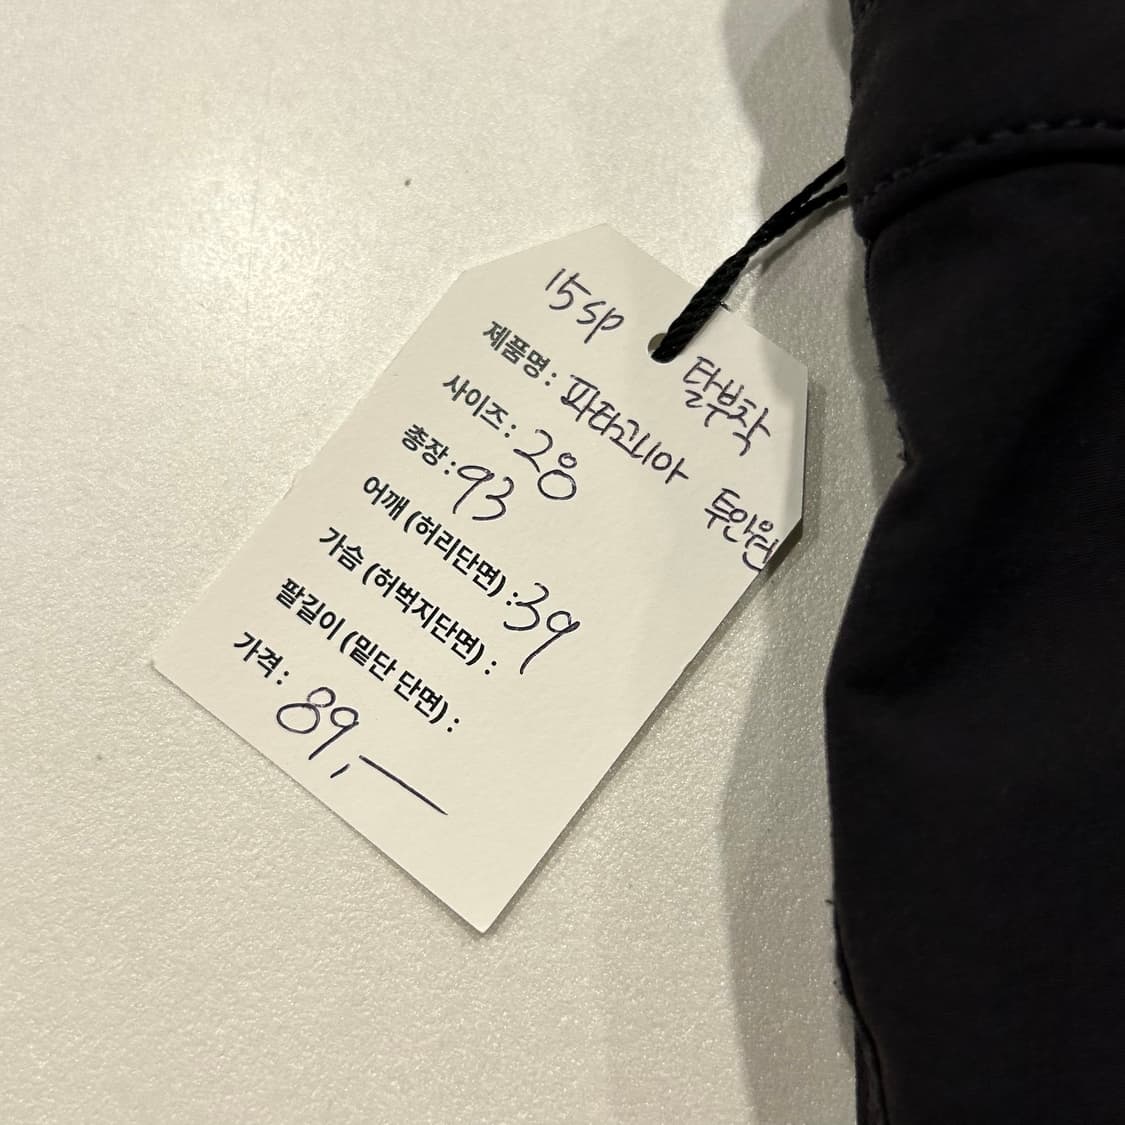 15sp
탈부착
제품명: 파타고니아 투인원
사이즈: 28
총장: 93
어깨 (허리단면) : 39
가슴 (허벅지단면) :
팔길이 (밑단 단면) :
가격: 89,—